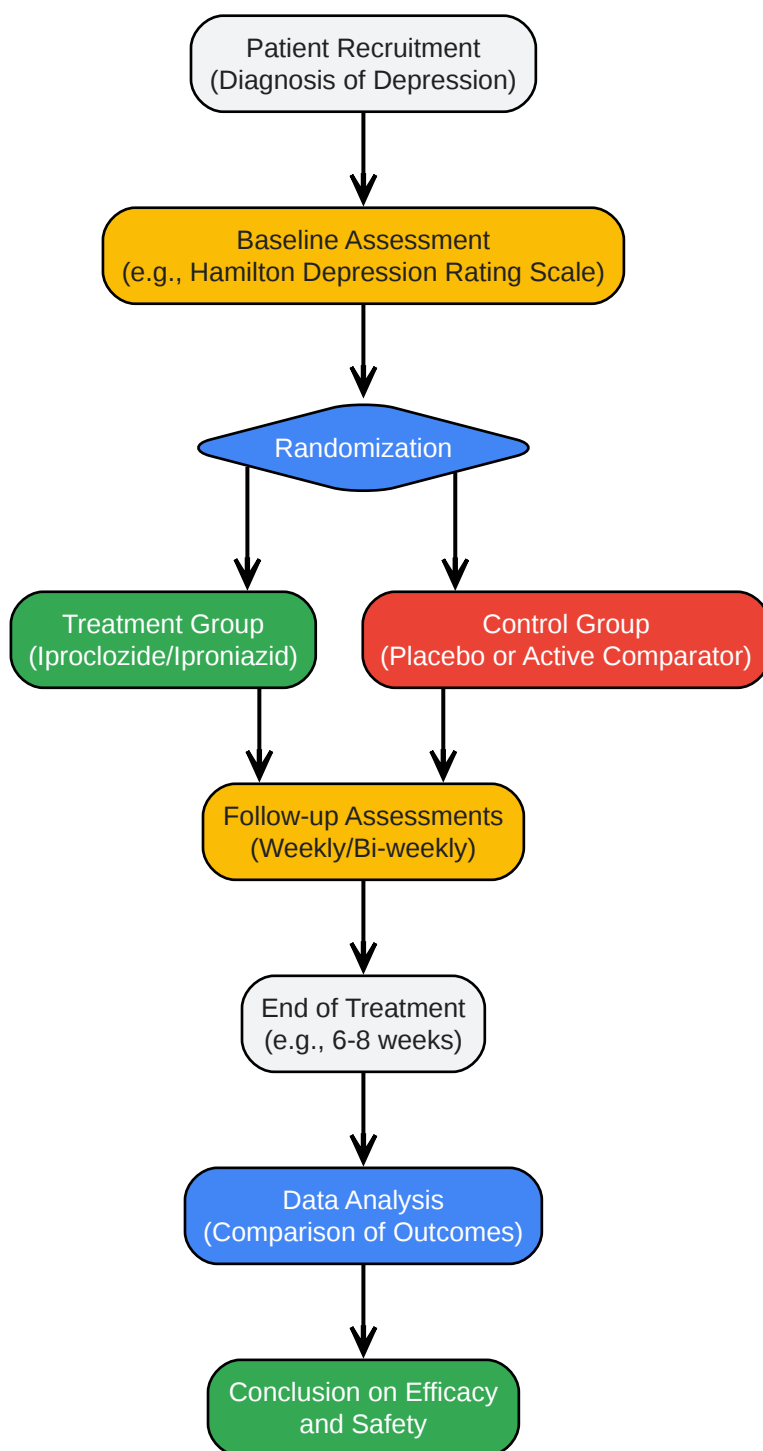 Patient Recruitment
(Diagnosis of Depression)
Baseline Assessment
(e.g., Hamilton Depression Rating Scale)
Randomization
Treatment Group
(Iproclozide/Iproniazid)
Control Group
(Placebo or Active Comparator)
Follow-up Assessments
(Weekly/Bi-weekly)
End of Treatment
(e.g., 6-8 weeks)
Data Analysis
(Comparison of Outcomes)
Conclusion on Efficacy
and Safety